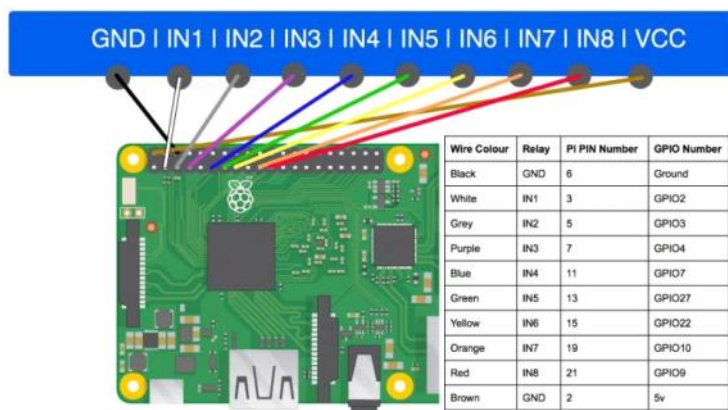 GND | IN1 | IN2 | IN3 | IN4 | IN5 | IN6 | IN7 | IN8 | VCC
Wire Colour Relay PI PIN Number GPIO Number
Black GND 6 Ground
White IN1 3 GPIO2
Grey IN2 5 GPIO3
Purple IN3 7 GPIO4
Blue IN4 11 GPIO7
Green IN5 13 GPIO27
Yellow IN6 15 GPIO22
Orange IN7 19 GPIO10
Red IN8 21 GPIO9
Brown GND 2 5v